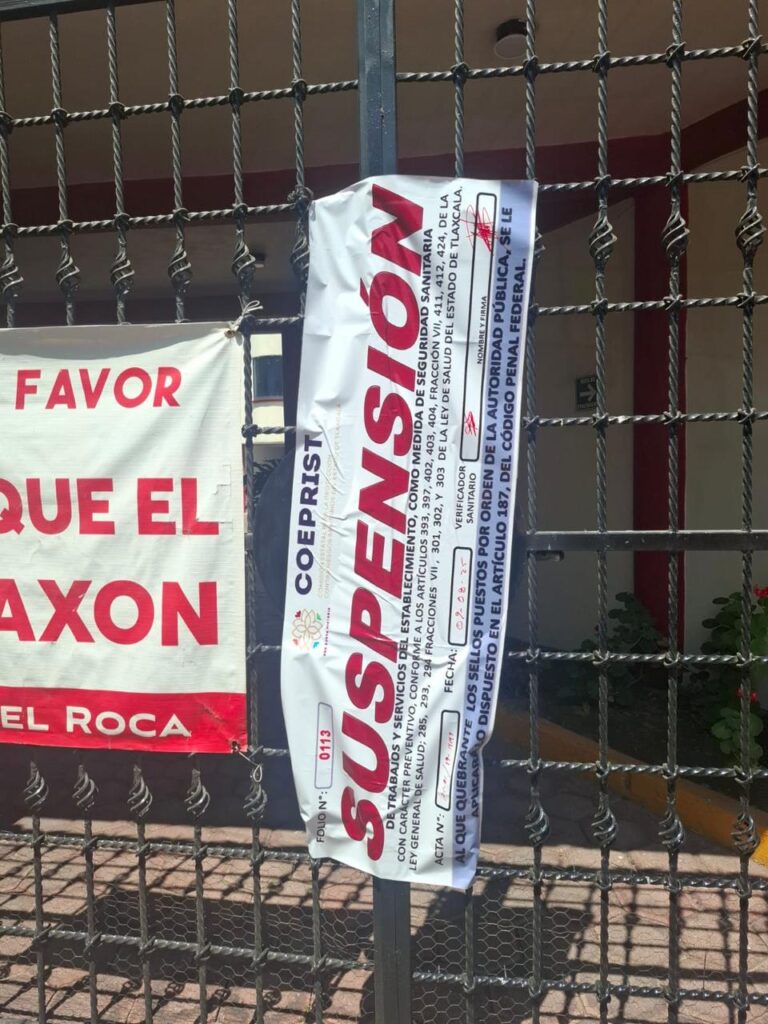 FAVOR
QUE EL
AXON
EL ROCA
COEPRIST
FOLIO N°: 0113
SUSPENSIÓN
DE TRABAJOS Y SERVICIOS DEL ESTABLECIMIENTO, COMO MEDIDA DE SEGURIDAD SANITARIA
CON CARÁCTER PREVENTIVO, CONFORME A LOS ARTÍCULOS 393, 397, 402, 403, 404, FRACCIÓN VII, 411, 412, 424, DE LA
LEY GENERAL DE SALUD; 285, 293, 294 FRACCIONES VII, 301, 302, Y 303 DE LA LEY DE SALUD DEL ESTADO DE TLAXCALA.
ACTA N°: FECHA: 09.08.25 VERIFICADOR SANITARIO
NOMBRE Y FIRMA
AL QUE QUEBRANTE LOS SELLOS PUESTOS POR ORDEN DE LA AUTORIDAD PÚBLICA, SE LE
APLICARÁ LO DISPUESTO EN EL ARTÍCULO 187, DEL CÓDIGO PENAL FEDERAL.